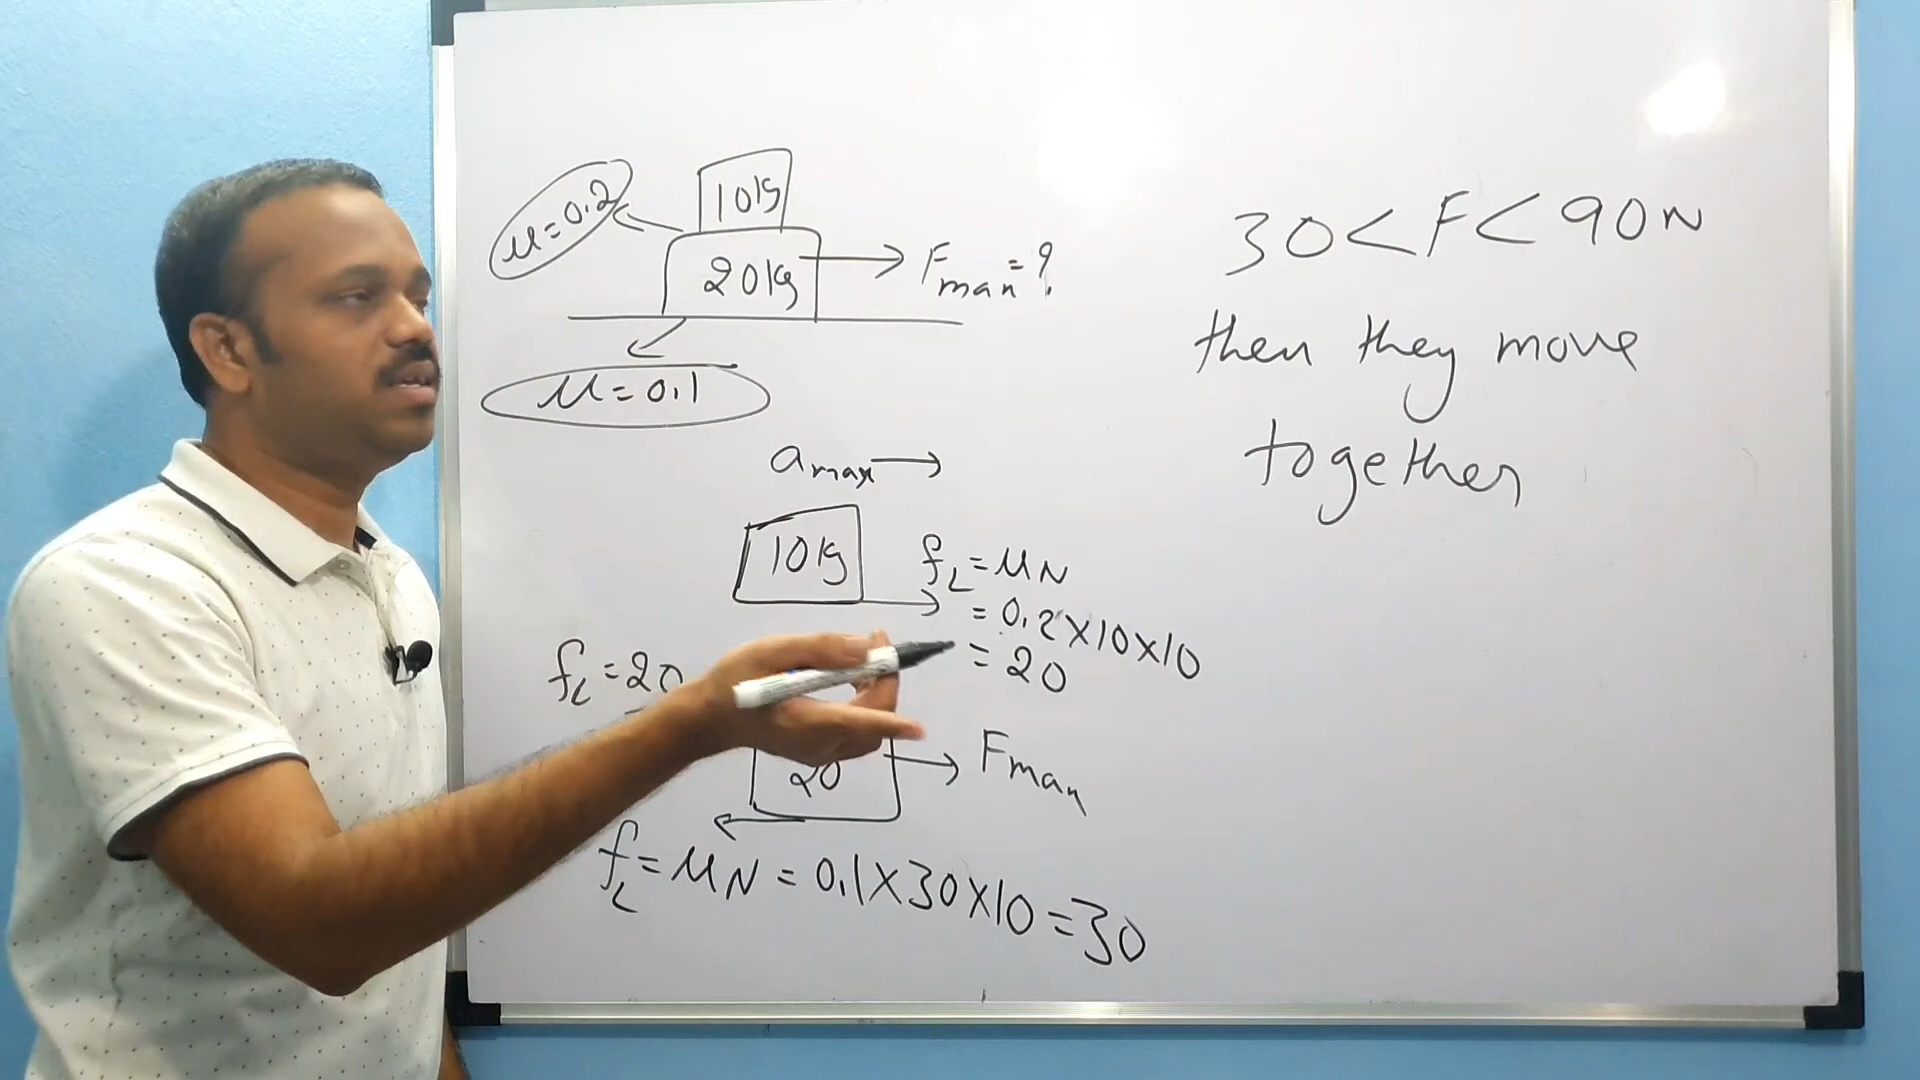 μ=0.2
10kg
20kg
Fmax=?
μ=0.1
amax
10kg
fL=μN
=0.2×10×10
=20
fL=20
20
Fmax
fL=μN=0.1×30×10=30
30<F<90N
then they move
together